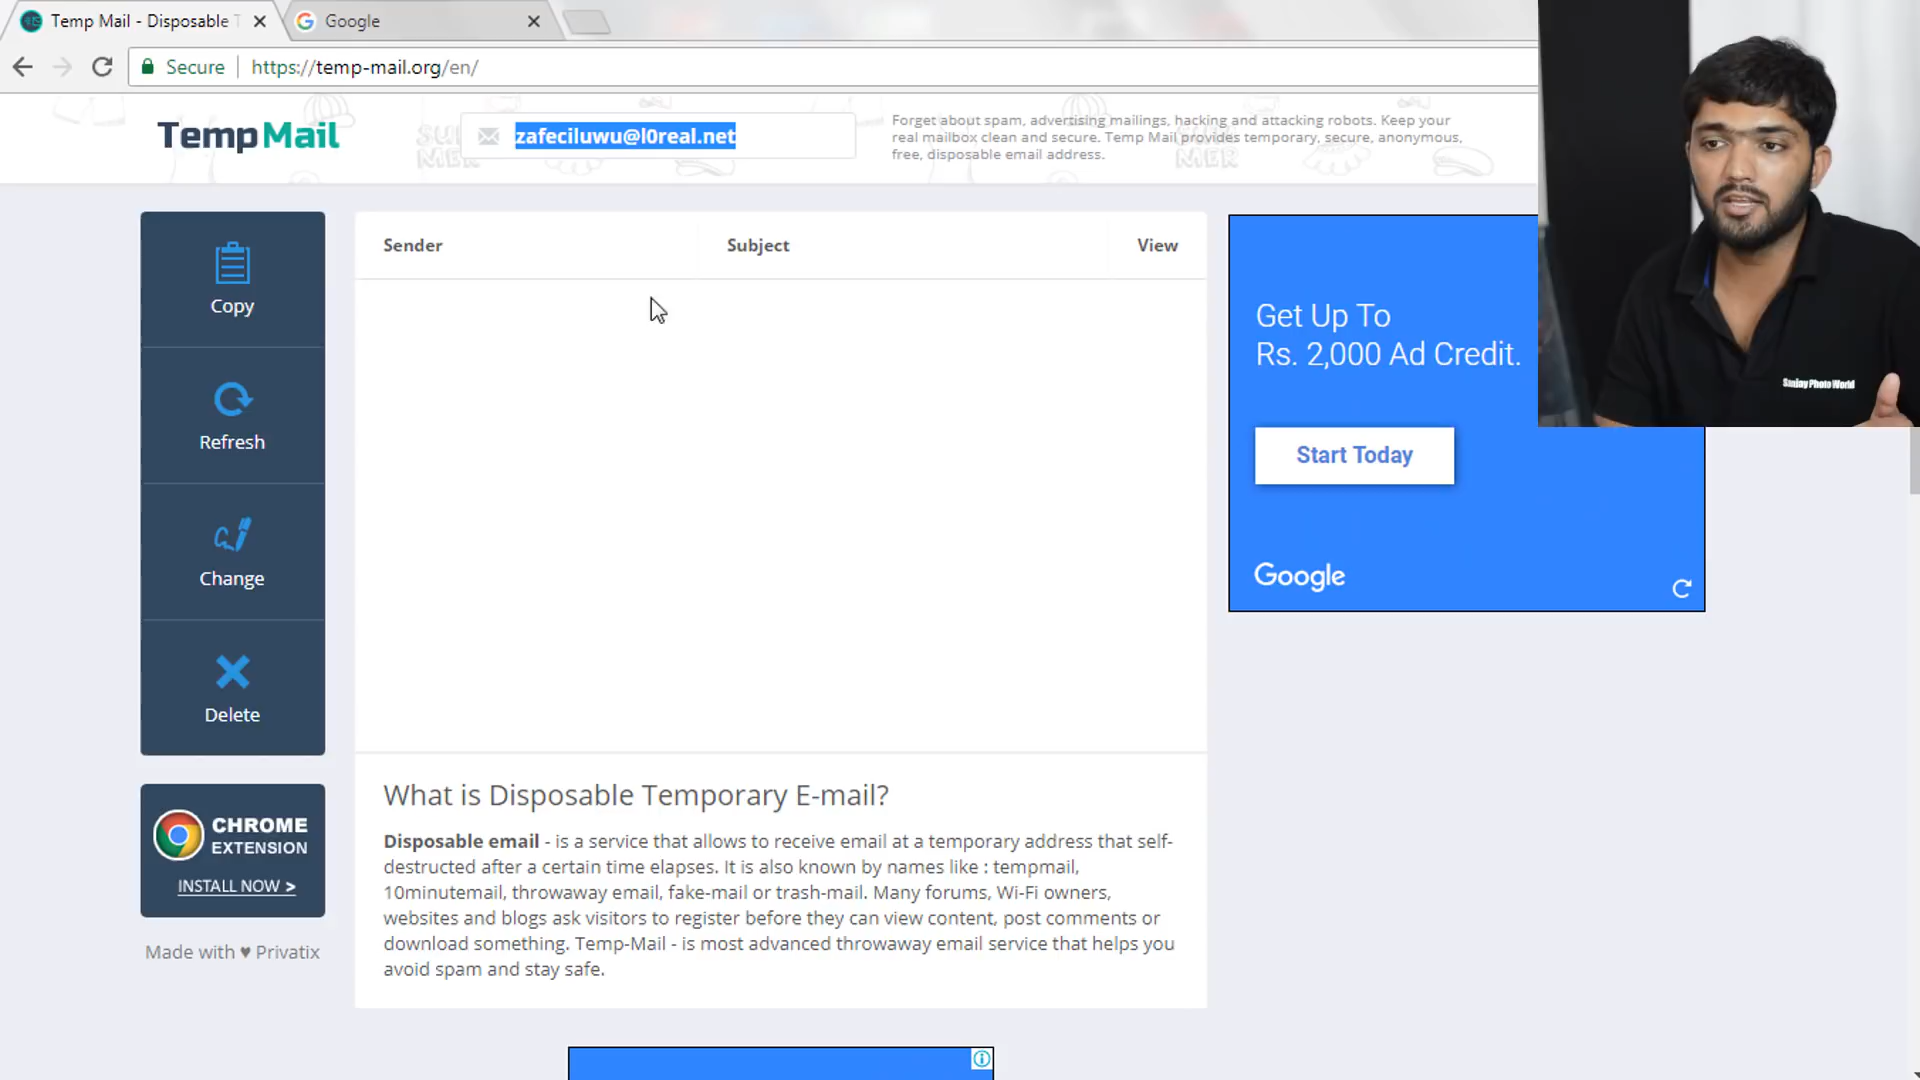 Temp Mail - Disposable T
Google
Secure
https://temp-mail.org/en/
TempMail
zafeciluwu@l0real.net
Forget about spam, advertising mailings, hacking and attacking robots. Keep your
real mailbox clean and secure. Temp Mail provides temporary, secure, anonymous,
free, disposable email address.
SUMMER
SUMMER
Copy
Refresh
Change
Delete
Sender
Subject
View
Get Up To
Rs. 2,000 Ad Credit.
Start Today
Google
Sanjay Photo World
What is Disposable Temporary E-mail?
Disposable email - is a service that allows to receive email at a temporary address that self-
destructed after a certain time elapses. It is also known by names like : tempmail,
10minutemail, throwaway email, fake-mail or trash-mail. Many forums, Wi-Fi owners,
websites and blogs ask visitors to register before they can view content, post comments or
download something. Temp-Mail - is most advanced throwaway email service that helps you
avoid spam and stay safe.
CHROME
EXTENSION
INSTALL NOW >
Made with ♥ Privatix